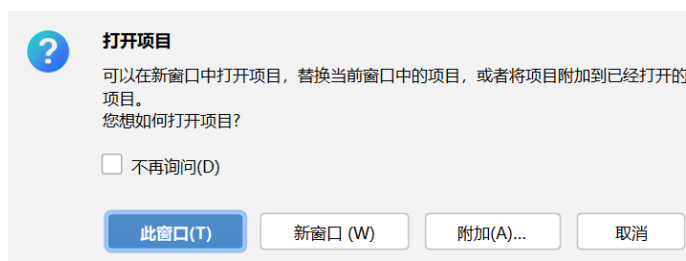 打开项目
可以在新窗口中打开项目，替换当前窗口中的项目，或者将项目附加到已经打开的
项目。
您想如何打开项目?
不再询问(D)
此窗口(T)
新窗口 (W)
附加(A)...
取消